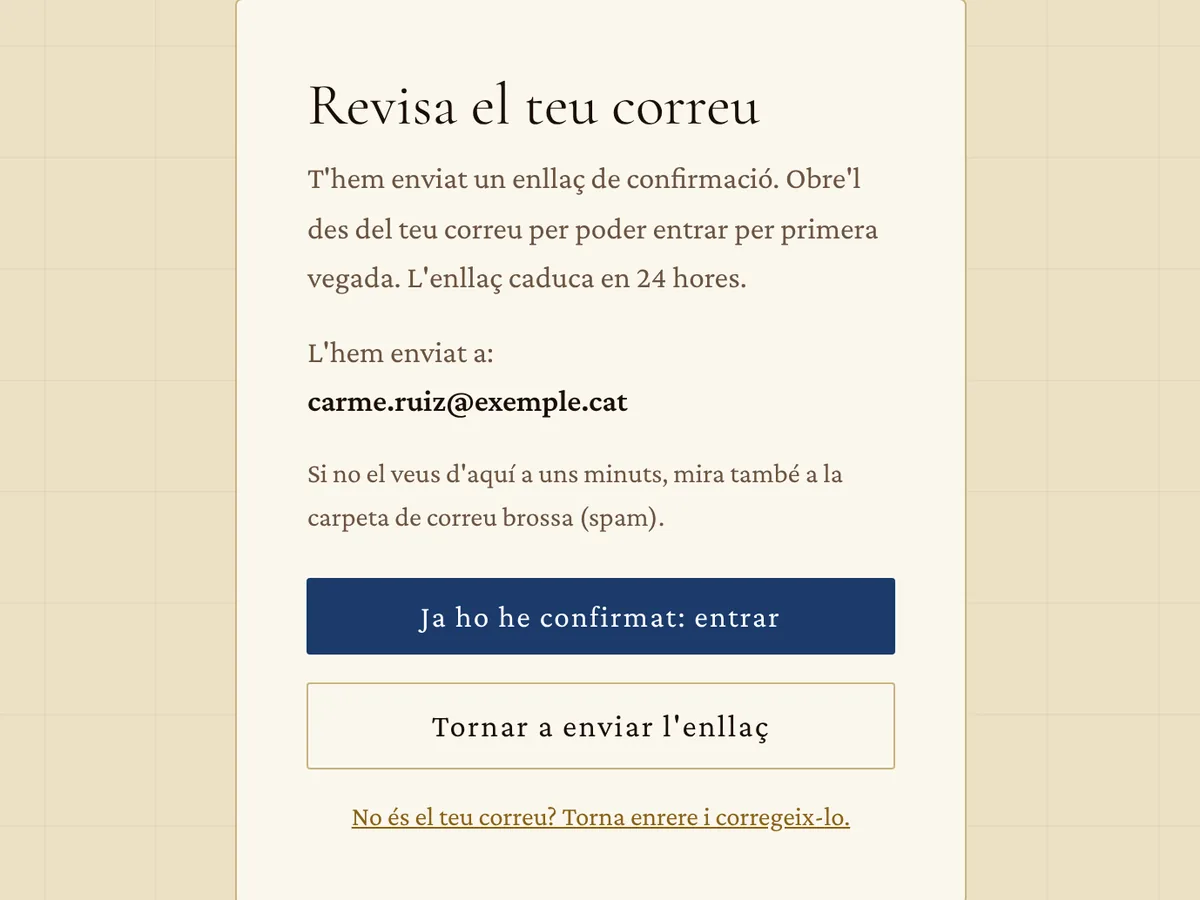 Revisa el teu correu
T'hem enviat un enllaç de confirmació. Obre'l
des del teu correu per poder entrar per primera
vegada. L'enllaç caduca en 24 hores.
L'hem enviat a:
carme.ruiz@exemple.cat
Si no el veus d'aquí a uns minuts, mira també a la
carpeta de correu brossa (spam).
Ja ho he confirmat: entrar
Tornar a enviar l'enllaç
No és el teu correu? Torna enrere i corregeix-lo.